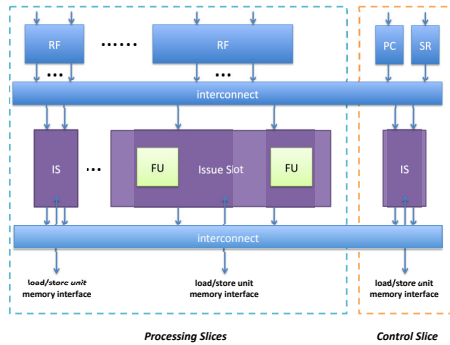 RF
......
RF
PC
SR
...
...
interconnect
IS
...
FU
Issue Slot
FU
IS
interconnect
load/store unit
memory interface
load/store unit
memory interface
load/store unit
memory interface
Processing Slices
Control Slice